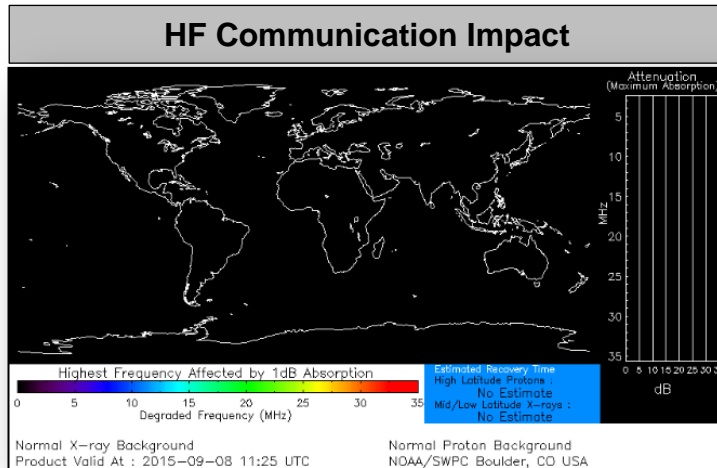 HF Communication Impact
Attenuation
(Maximum Absorption)
5
10
15
20
25
30
35
MHz
0 5 10 15 20 25 30
dB
Highest Frequency Affected by 1dB Absorption
0 5 10 15 20 25 30 35
Degraded Frequency (MHz)
Estimated Recovery Time
High Latitude Protons :
No Estimate
Mid/Low Latitude X-rays :
No Estimate
Normal X-ray Background
Product Valid At : 2015-09-08 11:25 UTC
Normal Proton Background
NOAA/SWPC Boulder, CO USA